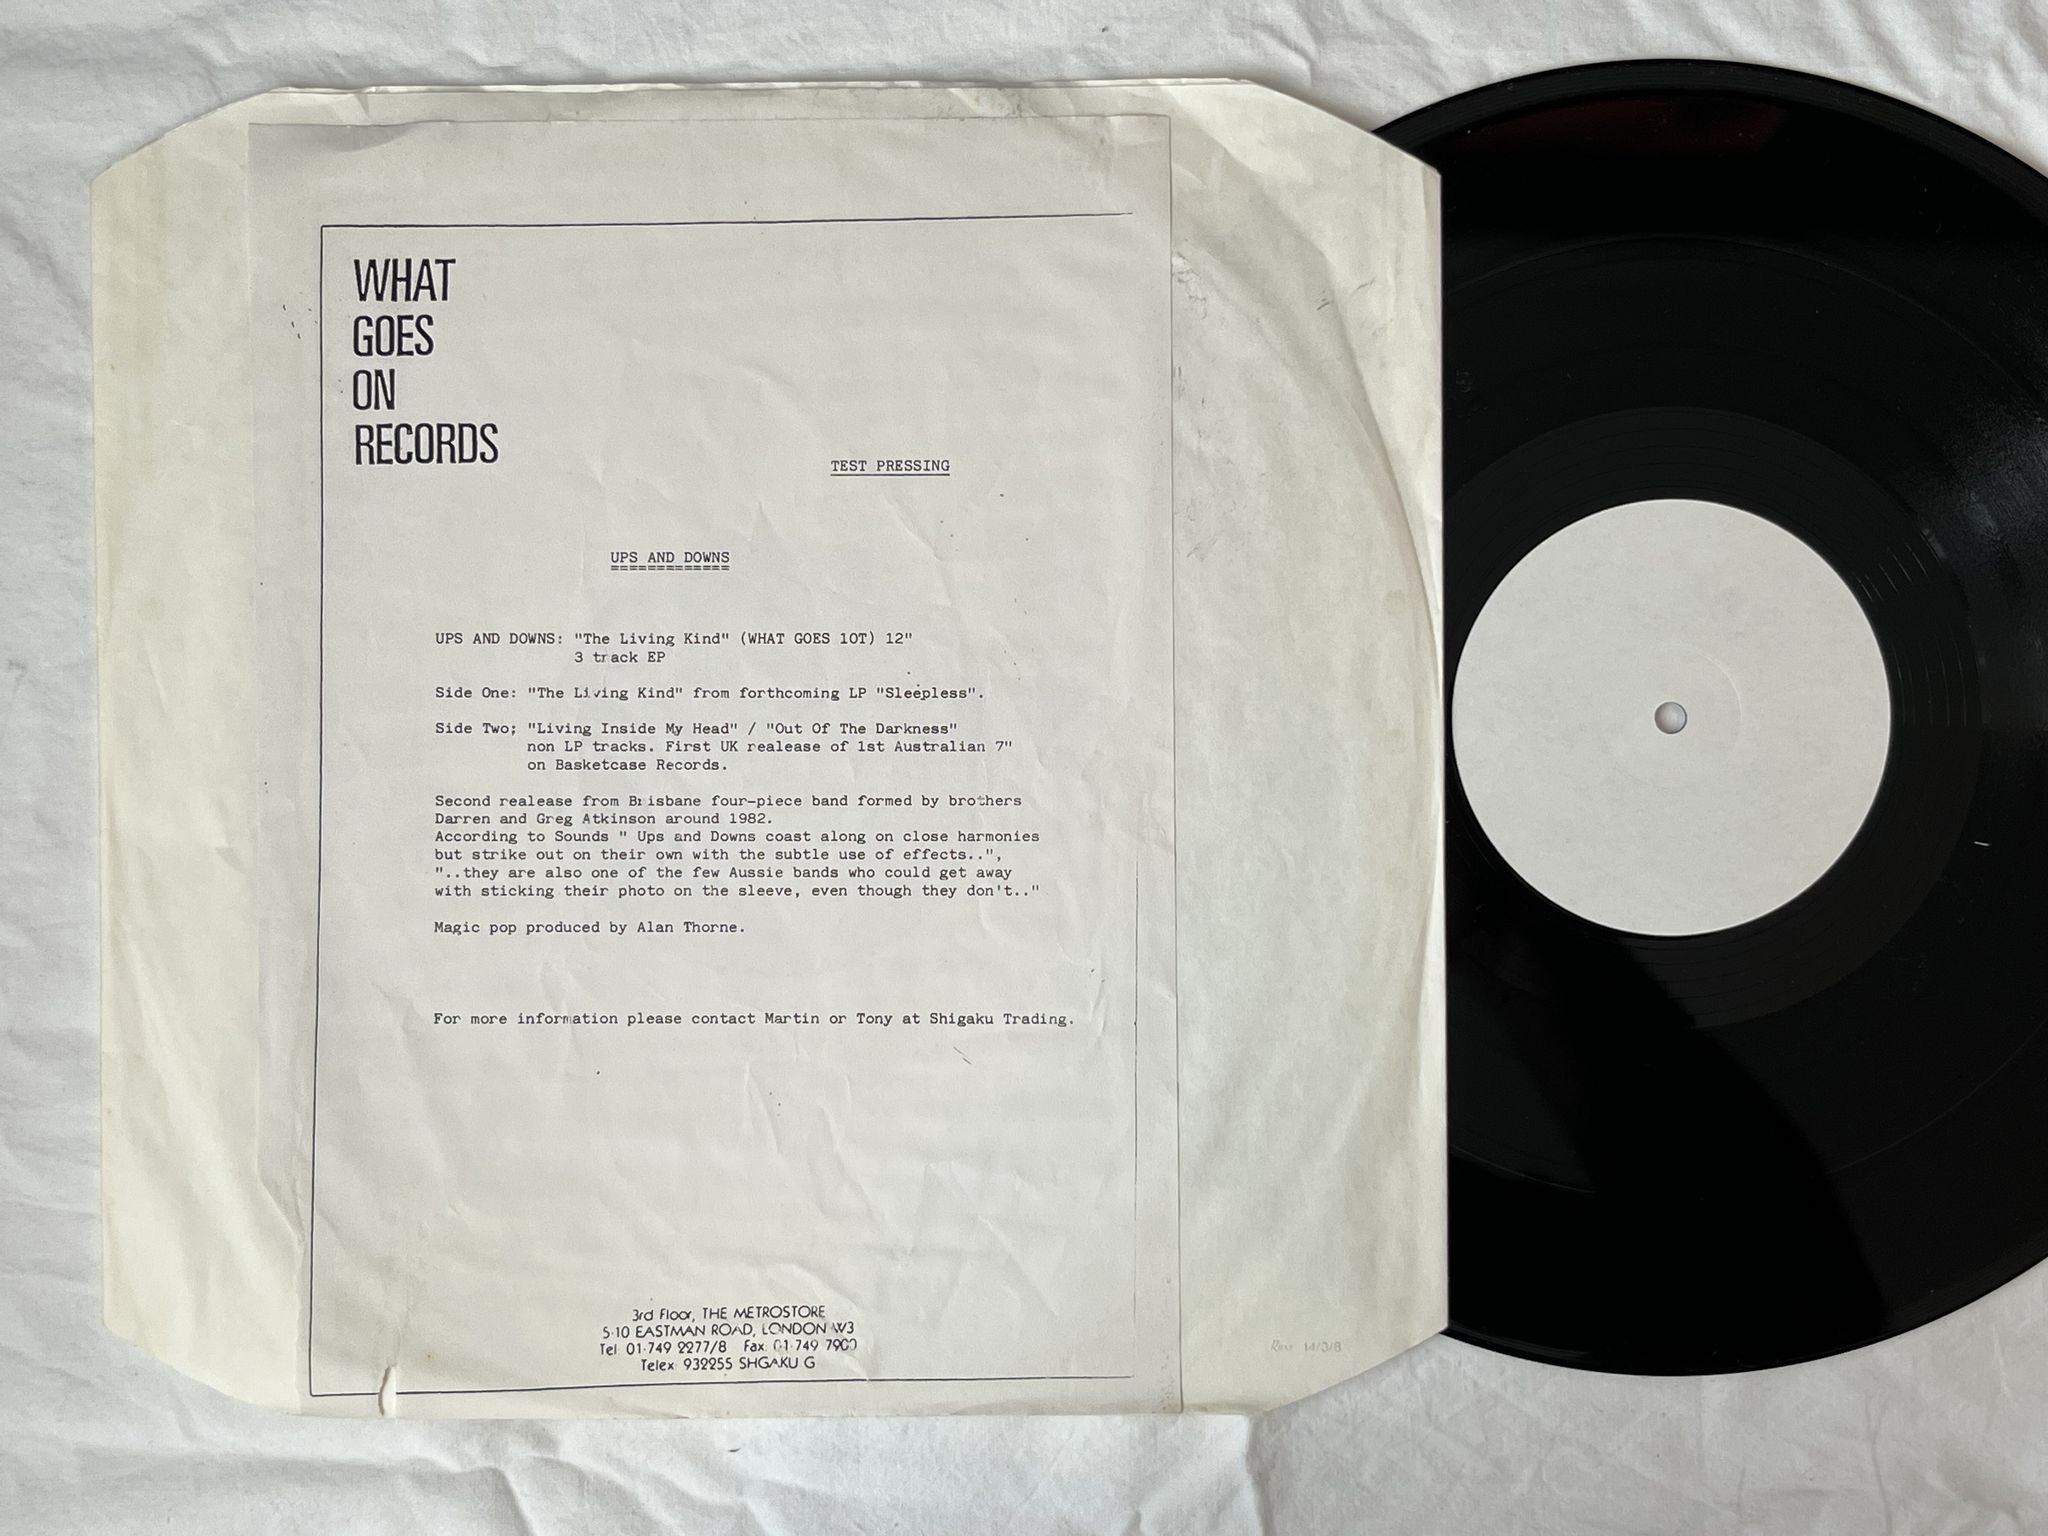 WHAT
GOES
ON
RECORDS
TEST PRESSING
UPS AND DOWNS
=============
UPS AND DOWNS: "The Living Kind" (WHAT GOES 1OT) 12"
3 track EP
Side One: "The Living Kind" from forthcoming LP "Sleepless".
Side Two; "Living Inside My Head" / "Out Of The Darkness"
non LP tracks. First UK realease of 1st Australian 7"
on Basketcase Records.
Second realease from Brisbane four-piece band formed by brothers
Darren and Greg Atkinson around 1982.
According to Sounds " Ups and Downs coast along on close harmonies
but strike out on their own with the subtle use of effects..",
"..they are also one of the few Aussie bands who could get away
with sticking their photo on the sleeve, even though they don't.."
Magic pop produced by Alan Thorne.
For more information please contact Martin or Tony at Shigaku Trading.
3rd Floor, THE METROSTORE
5-10 EASTMAN ROAD, LONDON W3
Tel 01·749 2277/8 Fax: 01·749 7900
Telex 932255 SHGAKU G
14/3/8